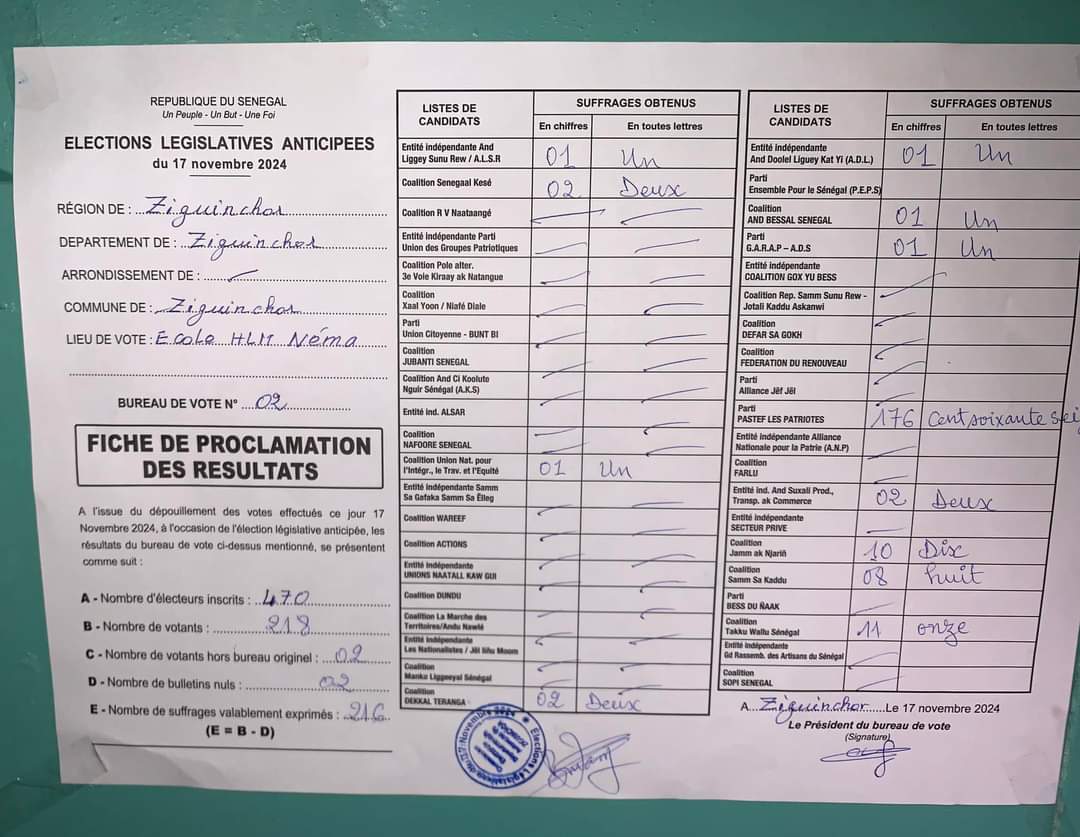 REPUBLIQUE DU SENEGAL
Un Peuple - Un But - Une Foi
ELECTIONS LEGISLATIVES ANTICIPEES
du 17 novembre 2024
RÉGION DE : Ziguinchor
DEPARTEMENT DE : Ziguinchor
ARRONDISSEMENT DE :
COMMUNE DE : Ziguinchor
LIEU DE VOTE : Ecole HLM Néma
BUREAU DE VOTE N° 02
FICHE DE PROCLAMATION
DES RESULTATS
A l'issue du dépouillement des votes effectués ce jour 17
Novembre 2024, à l'occasion de l'élection législative anticipée, les
résultats du bureau de vote ci-dessus mentionné, se présentent
comme suit :
A - Nombre d'électeurs inscrits : 470
B - Nombre de votants : 218
C - Nombre de votants hors bureau originel : 02
D - Nombre de bulletins nuls : 02
E - Nombre de suffrages valablement exprimés : 216
(E = B - D)
LISTES DE
CANDIDATS
SUFFRAGES OBTENUS
En chiffres En toutes lettres
Entité indépendante And
Liggey Sunu Rew / A.L.S.R 01 Un
Coalition Senegaal Kesé 02 Deux
Coalition R V Naataangé
Entité indépendante Parti
Union des Groupes Patriotiques
Coalition Pole alter.
3e Voie Kiraay ak Natangue
Coalition
Xaal Yoon / Niafé Diale
Parti
Union Citoyenne - BUNT BI
Coalition
JUBANTI SENEGAL
Coalition And Ci Kooluto
Nguir Sénégal (A.K.S)
Entité ind. ALSAR
Coalition
NAFOORE SENEGAL
Coalition Union Nat. pour
l'Intégr., le Trav. et l'Equité 01 Un
Entité indépendante Samm
Sa Gafaka Samm Sa Ëlleg
Coalition WAREEF
Coalition ACTIONS
Entité indépendante
UNIONS NAATALL KAW GUI
Coalition DUNDU
Coalition La Marche des
Territoires/Andu Nawlé
Entité Indépendante
Les Nationalistes / Jël liñu Moom
Coalition
Manko Liggeeyal Sénégal
Coalition
DEKKAL TERANGA 02 Deux
LISTES DE
CANDIDATS
SUFFRAGES OBTENUS
En chiffres En toutes lettres
Entité indépendante
And Doolel Liguey Kat Yi (A.D.L.) 01 Un
Parti
Ensemble Pour le Sénégal (P.E.P.S)
Coalition
AND BESSAL SENEGAL 01 Un
Parti
G.A.R.A.P – A.D.S 01 Un
Entité indépendante
COALITION GOX YU BESS
Coalition Rep. Samm Sunu Rew -
Jotali Kaddu Askanwi
Coalition
DEFAR SA GOKH
Coalition
FEDERATION DU RENOUVEAU
Parti
Alliance Jëf Jël
Parti
PASTEF LES PATRIOTES 176 Cent soixante sei
Entité indépendante Alliance
Nationale pour la Patrie (A.N.P)
Coalition
FARLU
Entité ind. And Suxali Prod.,
Transp. ak Commerce 02 Deux
Entité indépendante
SECTEUR PRIVE
Coalition
Jamm ak Njariñ 10 Dix
Coalition
Samm Sa Kaddu 08 huit
Parti
BESS DU ÑAAK
Coalition
Takku Wallu Sénégal 11 onze
Entité indépendante
Gd Rassemb. des Artisans du Sénégal
Coalition
SOPI SENEGAL
A Ziguinchor Le 17 novembre 2024
Le Président du bureau de vote
(Signature)